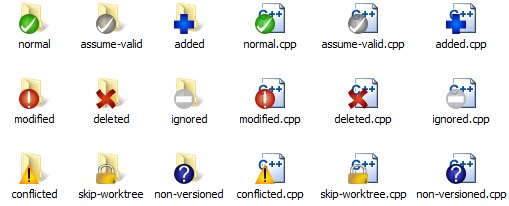 C++ C++ C++
normal assume-valid added normal.cpp assume-valid.cpp added.cpp
C++ C++ C++
modified deleted ignored modified.cpp deleted.cpp ignored.cpp
C++ C++ C++
conflicted skip-worktree non-versioned conflicted.cpp skip-worktree.cpp non-versioned.cpp